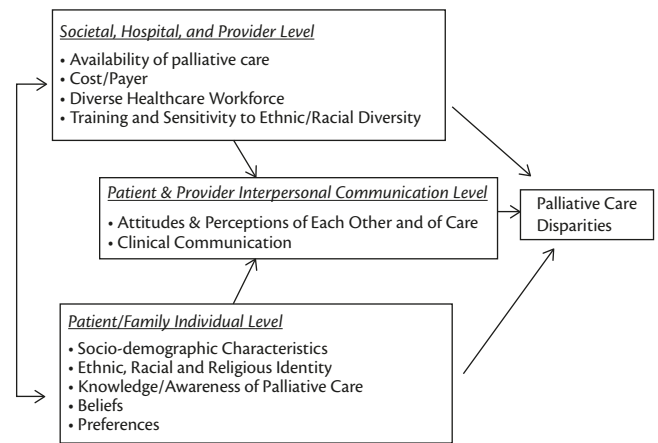 Societal, Hospital, and Provider Level
• Availability of palliative care
• Cost/Payer
• Diverse Healthcare Workforce
• Training and Sensitivity to Ethnic/Racial Diversity
Patient & Provider Interpersonal Communication Level
• Attitudes & Perceptions of Each Other and of Care
• Clinical Communication
Palliative Care
Disparities
Patient/Family Individual Level
• Socio-demographic Characteristics
• Ethnic, Racial and Religious Identity
• Knowledge/Awareness of Palliative Care
• Beliefs
• Preferences